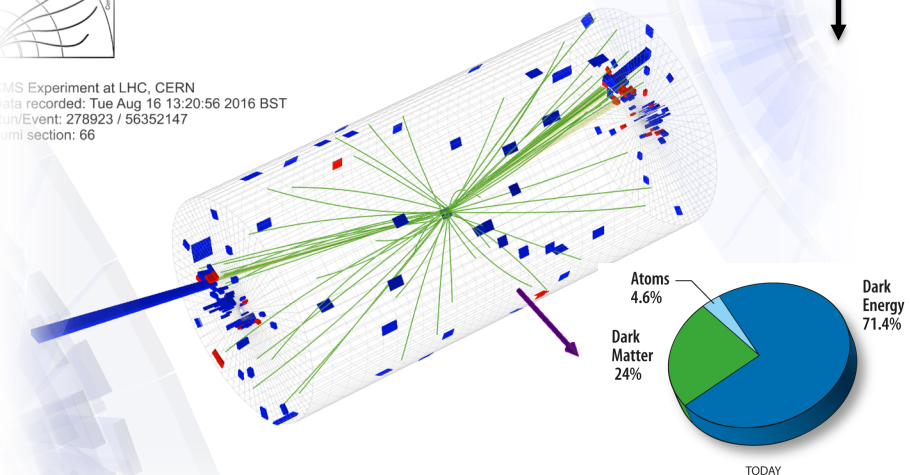 MS Experiment at LHC, CERN
ata recorded: Tue Aug 16 13:20:56 2016 BST
un/Event: 278923 / 56352147
umi section: 66
Atoms
4.6%
Dark
Energy
71.4%
Dark
Matter
24%
TODAY